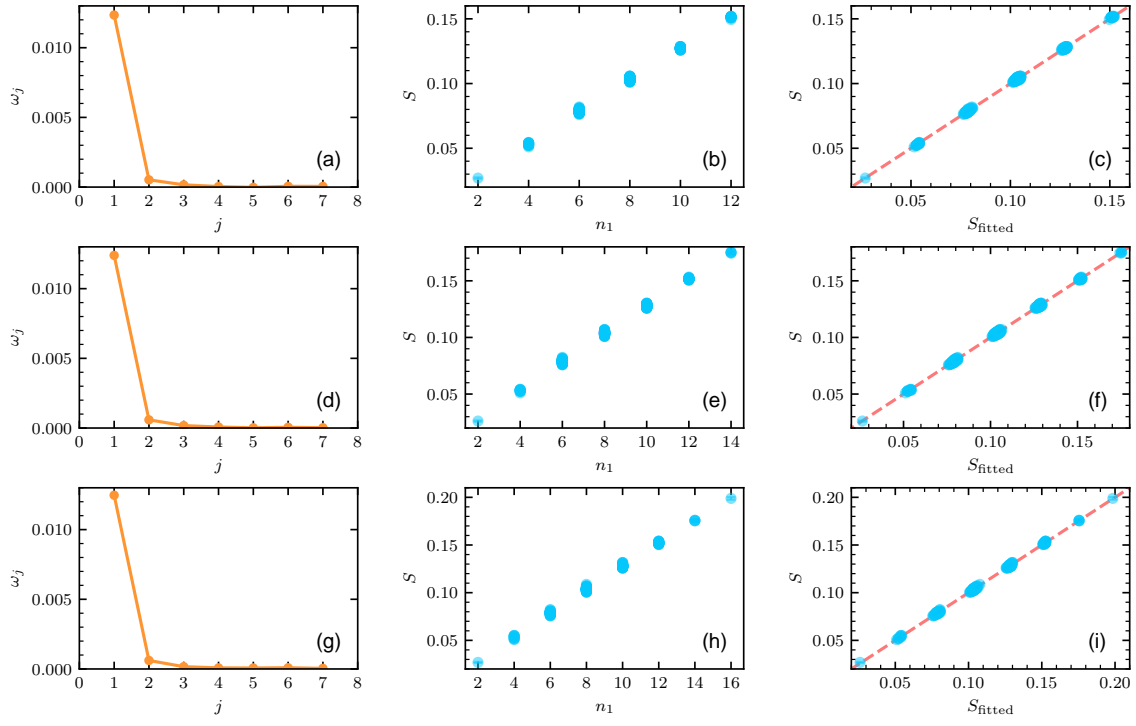 ω_j
0.010
0.005
0.000
0 1 2 3 4 5 6 7 8
j
(a)
S
0.15
0.10
0.05
2 4 6 8 10 12
n_1
(b)
S
0.15
0.10
0.05
0.05 0.10 0.15
S_fitted
(c)
ω_j
0.010
0.005
0.000
0 1 2 3 4 5 6 7 8
j
(d)
S
0.15
0.10
0.05
2 4 6 8 10 12 14
n_1
(e)
S
0.15
0.10
0.05
0.05 0.10 0.15
S_fitted
(f)
ω_j
0.010
0.005
0.000
0 1 2 3 4 5 6 7 8
j
(g)
S
0.20
0.15
0.10
0.05
2 4 6 8 10 12 14 16
n_1
(h)
S
0.20
0.15
0.10
0.05
0.05 0.10 0.15 0.20
S_fitted
(i)